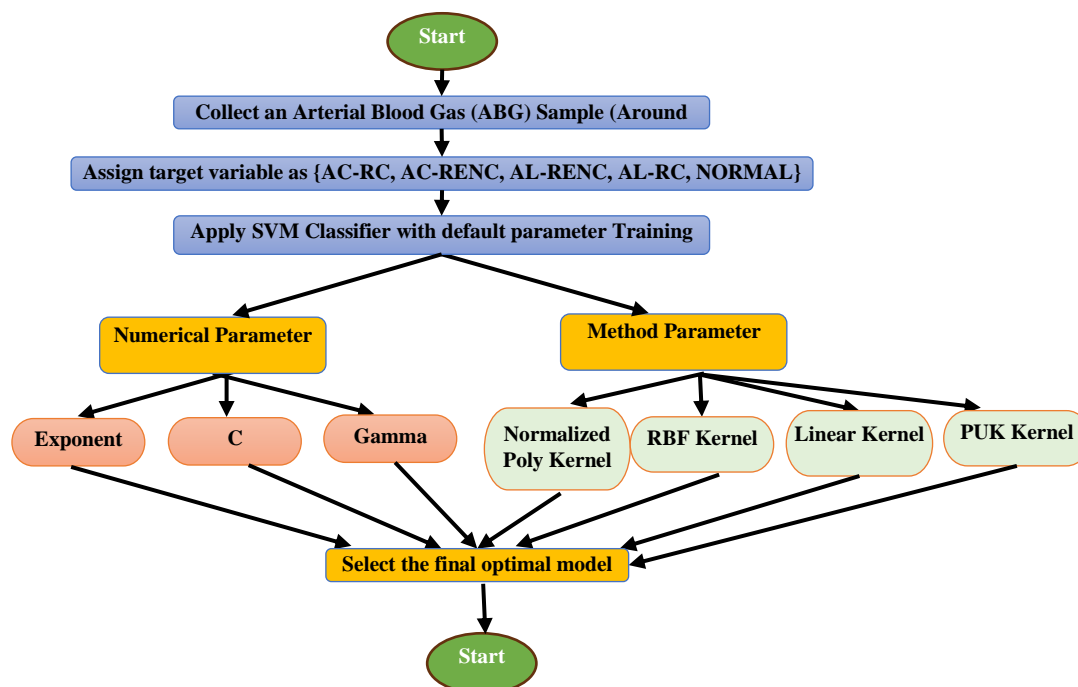 Start
Collect an Arterial Blood Gas (ABG) Sample (Around
Assign target variable as {AC-RC, AC-RENC, AL-RENC, AL-RC, NORMAL}
Apply SVM Classifier with default parameter Training
Numerical Parameter
Method Parameter
Exponent
C
Gamma
Normalized
Poly Kernel
RBF Kernel
Linear Kernel
PUK Kernel
Select the final optimal model
Start